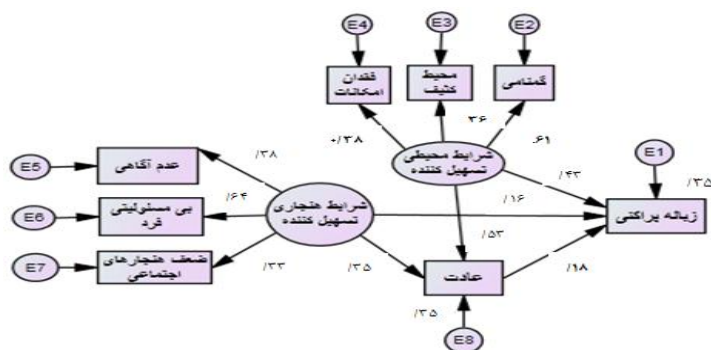 E4
E3
E2
فقدان
امکانات
محیط
کثیف
گمنامی
۰/۳۸
۳۶
.۶۱
E1
E5
عدم آگاهی
/۳۸
شرایط محیطی
تسهیل کننده
/۴۳
/۳۵
E6
بی مسئولیتی
فرد
/۶۴
شرایط هنجاری
تسهیل کننده
/۱۶
زباله پراکنی
/۵۳
E7
ضعف هنجارهای
اجتماعی
/۳۳
/۳۵
عادت
/۱۸
/۳۵
E8